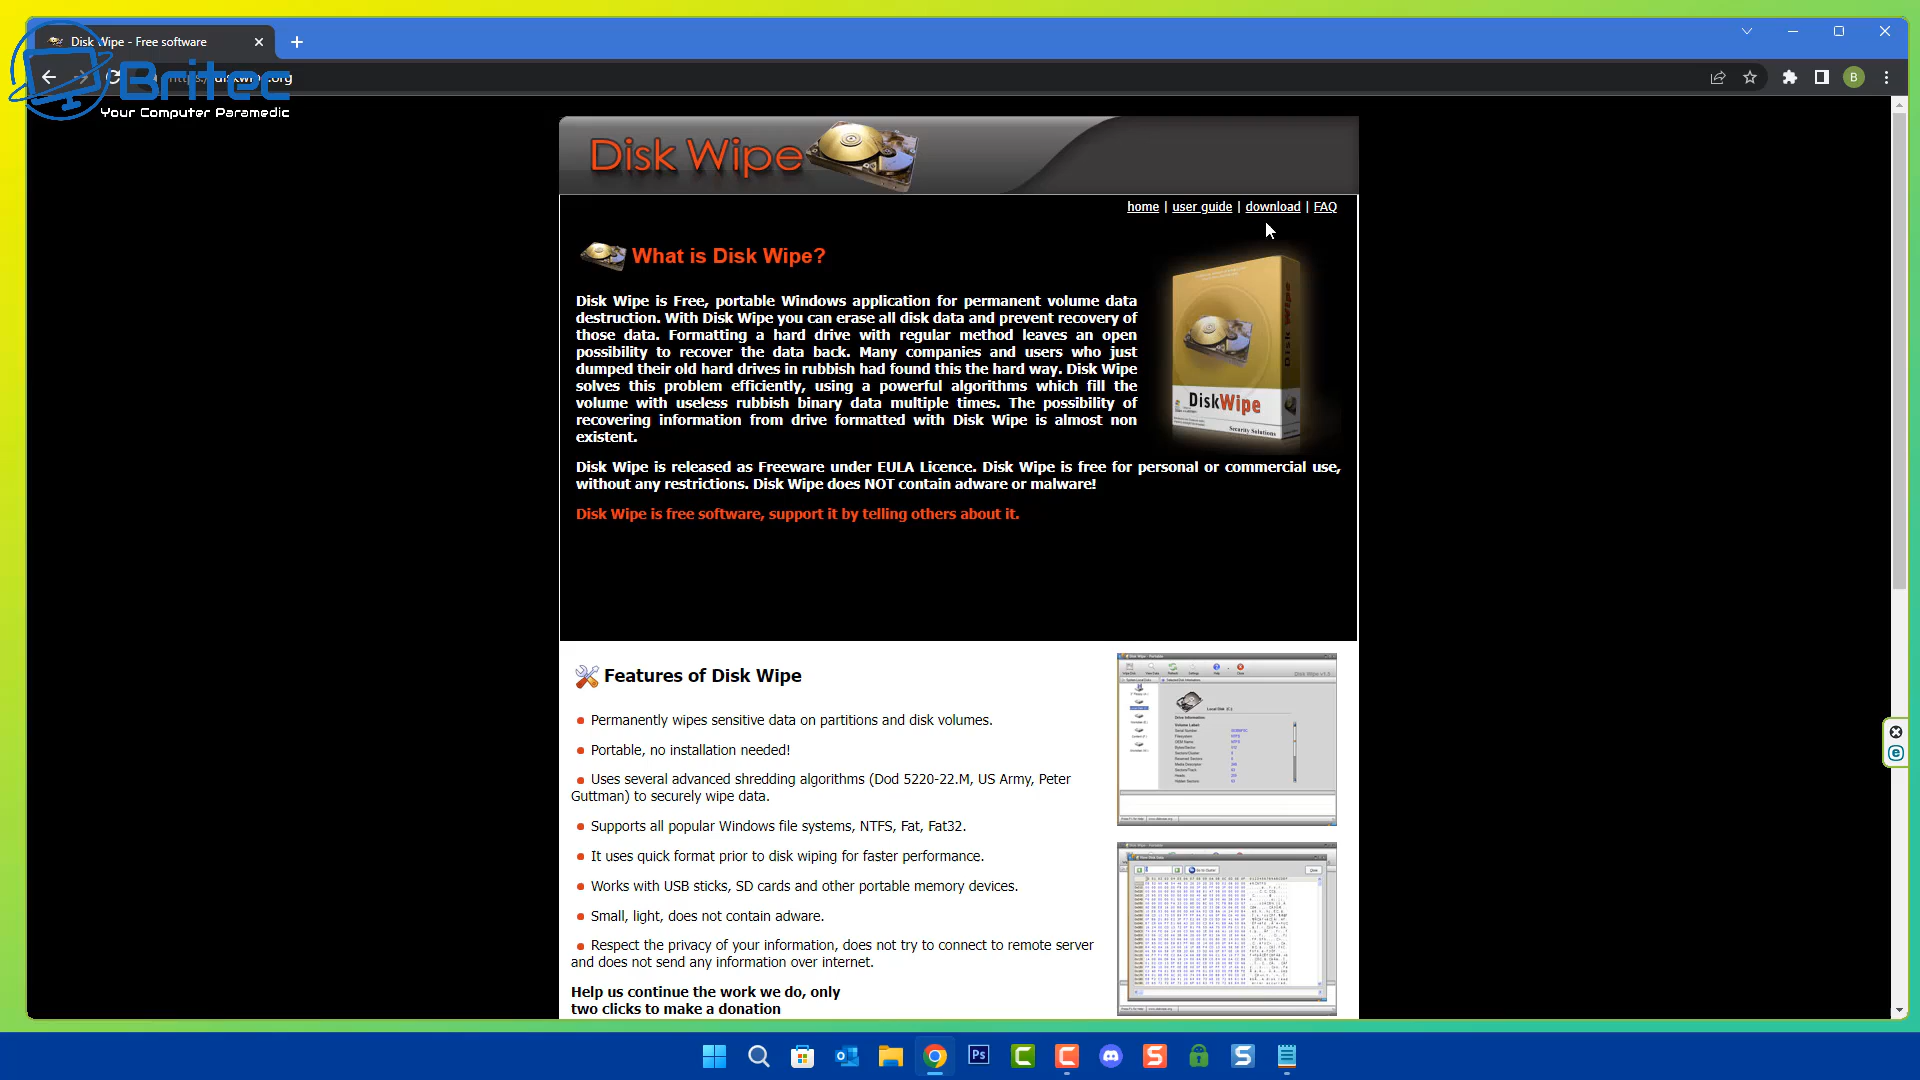 Disk Wipe - Free software
Britec
Your Computer Paramedic
B
Disk Wipe
home | user guide | download | FAQ
What is Disk Wipe?
Disk Wipe is Free, portable Windows application for permanent volume data
destruction. With Disk Wipe you can erase all disk data and prevent recovery of
those data. Formatting a hard drive with regular method leaves an open
possibility to recover the data back. Many companies and users who just
dumped their old hard drives in rubbish had found this the hard way. Disk Wipe
solves this problem efficiently, using a powerful algorithms which fill the
volume with useless rubbish binary data multiple times. The possibility of
recovering information from drive formatted with Disk Wipe is almost non
existent.
DiskWipe
Security Solutions
Disk Wipe is released as Freeware under EULA Licence. Disk Wipe is free for personal or commercial use,
without any restrictions. Disk Wipe does NOT contain adware or malware!
Disk Wipe is free software, support it by telling others about it.
Features of Disk Wipe
Permanently wipes sensitive data on partitions and disk volumes.
Portable, no installation needed!
Uses several advanced shredding algorithms (Dod 5220-22.M, US Army, Peter
Guttman) to securely wipe data.
Supports all popular Windows file systems, NTFS, Fat, Fat32.
It uses quick format prior to disk wiping for faster performance.
Works with USB sticks, SD cards and other portable memory devices.
Small, light, does not contain adware.
Respect the privacy of your information, does not try to connect to remote server
and does not send any information over internet.
Help us continue the work we do, only
two clicks to make a donation
Ps